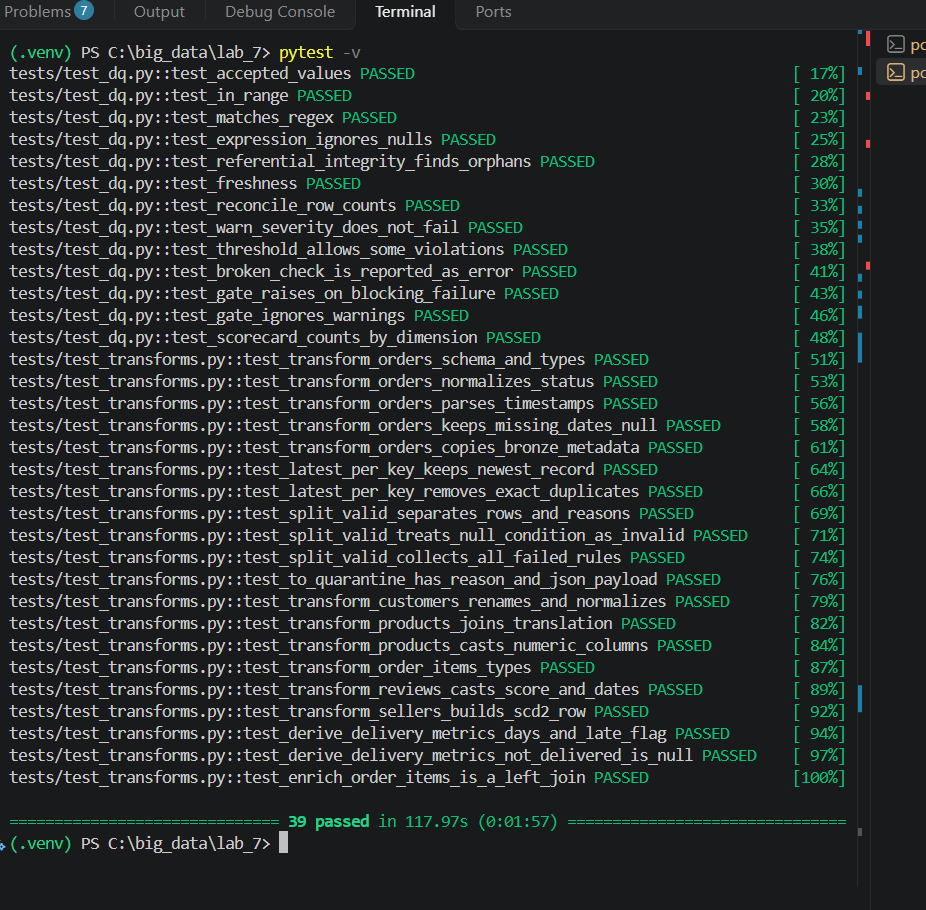 Problems 7 Output Debug Console Terminal Ports
(.venv) PS C:\big_data\lab_7> pytest -v
tests/test_dq.py::test_accepted_values PASSED [ 17%]
tests/test_dq.py::test_in_range PASSED [ 20%]
tests/test_dq.py::test_matches_regex PASSED [ 23%]
tests/test_dq.py::test_expression_ignores_nulls PASSED [ 25%]
tests/test_dq.py::test_referential_integrity_finds_orphans PASSED [ 28%]
tests/test_dq.py::test_freshness PASSED [ 30%]
tests/test_dq.py::test_reconcile_row_counts PASSED [ 33%]
tests/test_dq.py::test_warn_severity_does_not_fail PASSED [ 35%]
tests/test_dq.py::test_threshold_allows_some_violations PASSED [ 38%]
tests/test_dq.py::test_broken_check_is_reported_as_error PASSED [ 41%]
tests/test_dq.py::test_gate_raises_on_blocking_failure PASSED [ 43%]
tests/test_dq.py::test_gate_ignores_warnings PASSED [ 46%]
tests/test_dq.py::test_scorecard_counts_by_dimension PASSED [ 48%]
tests/test_transforms.py::test_transform_orders_schema_and_types PASSED [ 51%]
tests/test_transforms.py::test_transform_orders_normalizes_status PASSED [ 53%]
tests/test_transforms.py::test_transform_orders_parses_timestamps PASSED [ 56%]
tests/test_transforms.py::test_transform_orders_keeps_missing_dates_null PASSED [ 58%]
tests/test_transforms.py::test_transform_orders_copies_bronze_metadata PASSED [ 61%]
tests/test_transforms.py::test_latest_per_key_keeps_newest_record PASSED [ 64%]
tests/test_transforms.py::test_latest_per_key_removes_exact_duplicates PASSED [ 66%]
tests/test_transforms.py::test_split_valid_separates_rows_and_reasons PASSED [ 69%]
tests/test_transforms.py::test_split_valid_treats_null_condition_as_invalid PASSED [ 71%]
tests/test_transforms.py::test_split_valid_collects_all_failed_rules PASSED [ 74%]
tests/test_transforms.py::test_to_quarantine_has_reason_and_json_payload PASSED [ 76%]
tests/test_transforms.py::test_transform_customers_renames_and_normalizes PASSED [ 79%]
tests/test_transforms.py::test_transform_products_joins_translation PASSED [ 82%]
tests/test_transforms.py::test_transform_products_casts_numeric_columns PASSED [ 84%]
tests/test_transforms.py::test_transform_order_items_types PASSED [ 87%]
tests/test_transforms.py::test_transform_reviews_casts_score_and_dates PASSED [ 89%]
tests/test_transforms.py::test_transform_sellers_builds_scd2_row PASSED [ 92%]
tests/test_transforms.py::test_derive_delivery_metrics_days_and_late_flag PASSED [ 94%]
tests/test_transforms.py::test_derive_delivery_metrics_not_delivered_is_null PASSED [ 97%]
tests/test_transforms.py::test_enrich_order_items_is_a_left_join PASSED [100%]
============================== 39 passed in 117.97s (0:01:57) ===============================
(.venv) PS C:\big_data\lab_7>